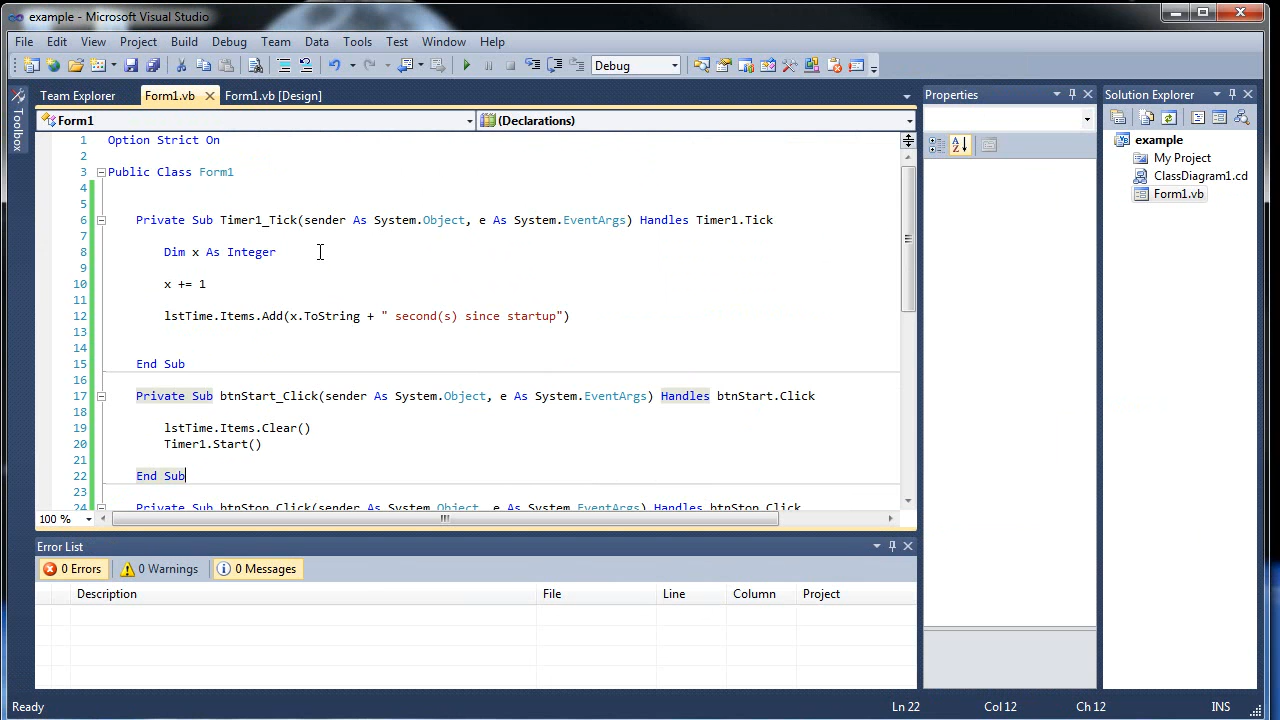 example - Microsoft Visual Studio
File Edit View Project Build Debug Team Data Tools Test Window Help
Debug
Team Explorer Form1.vb Form1.vb [Design]
Properties
Solution Explorer
Toolbox
Form1 (Declarations)
1 Option Strict On
2
3 Public Class Form1
4
5
6 Private Sub Timer1_Tick(sender As System.Object, e As System.EventArgs) Handles Timer1.Tick
7
8 Dim x As Integer
9
10 x += 1
11
12 lstTime.Items.Add(x.ToString + " second(s) since startup")
13
14
15 End Sub
16
17 Private Sub btnStart_Click(sender As System.Object, e As System.EventArgs) Handles btnStart.Click
18
19 lstTime.Items.Clear()
20 Timer1.Start()
21
22 End Sub
23
24 Private Sub btnStop_Click(sender As System.Object, e As System.EventArgs) Handles btnStop.Click
100 %
example
My Project
ClassDiagram1.cd
Form1.vb
Error List
0 Errors 0 Warnings 0 Messages
Description File Line Column Project
Ready Ln 22 Col 12 Ch 12 INS